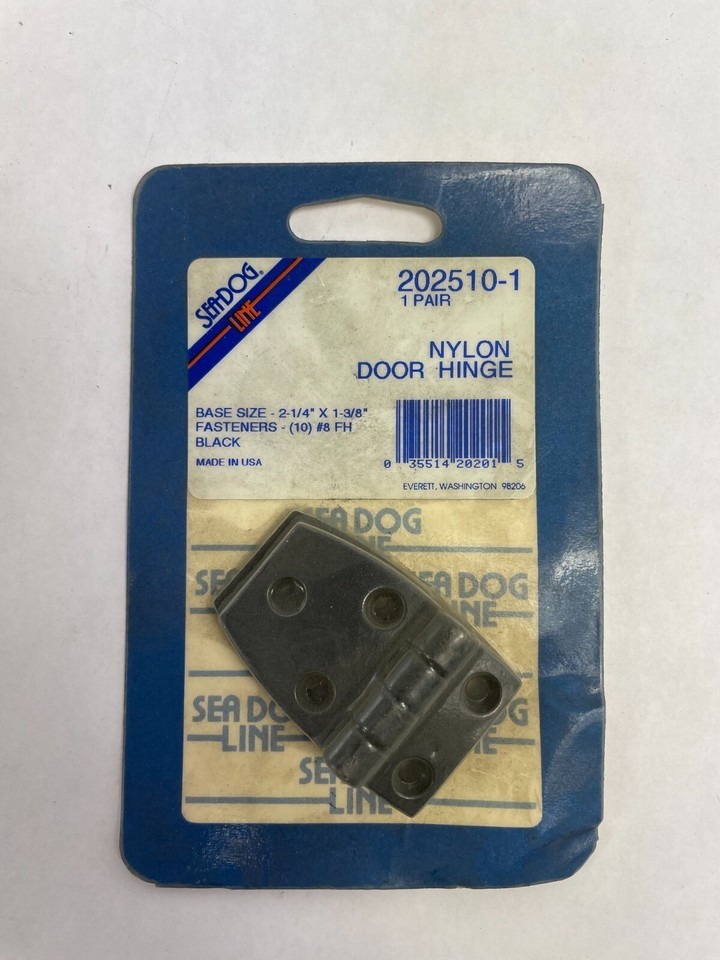 SEA-DOG®
LINE
202510-1
1 PAIR
NYLON
DOOR HINGE
BASE SIZE - 2-1/4" X 1-3/8"
FASTENERS - (10) #8 FH
BLACK
MADE IN USA
0 35514 20201 5
EVERETT, WASHINGTON 98206
SEA DOG
LINE
SEA DOG
LINE
SEA DOG
LINE
SEA
LINE